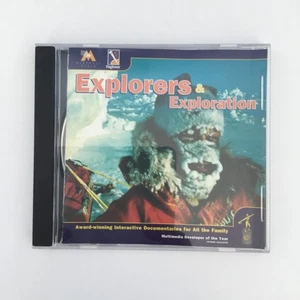 Explorers &
Exploration
Award-winning Interactive Documentaries for All the Family
Multimedia Developer of the Year